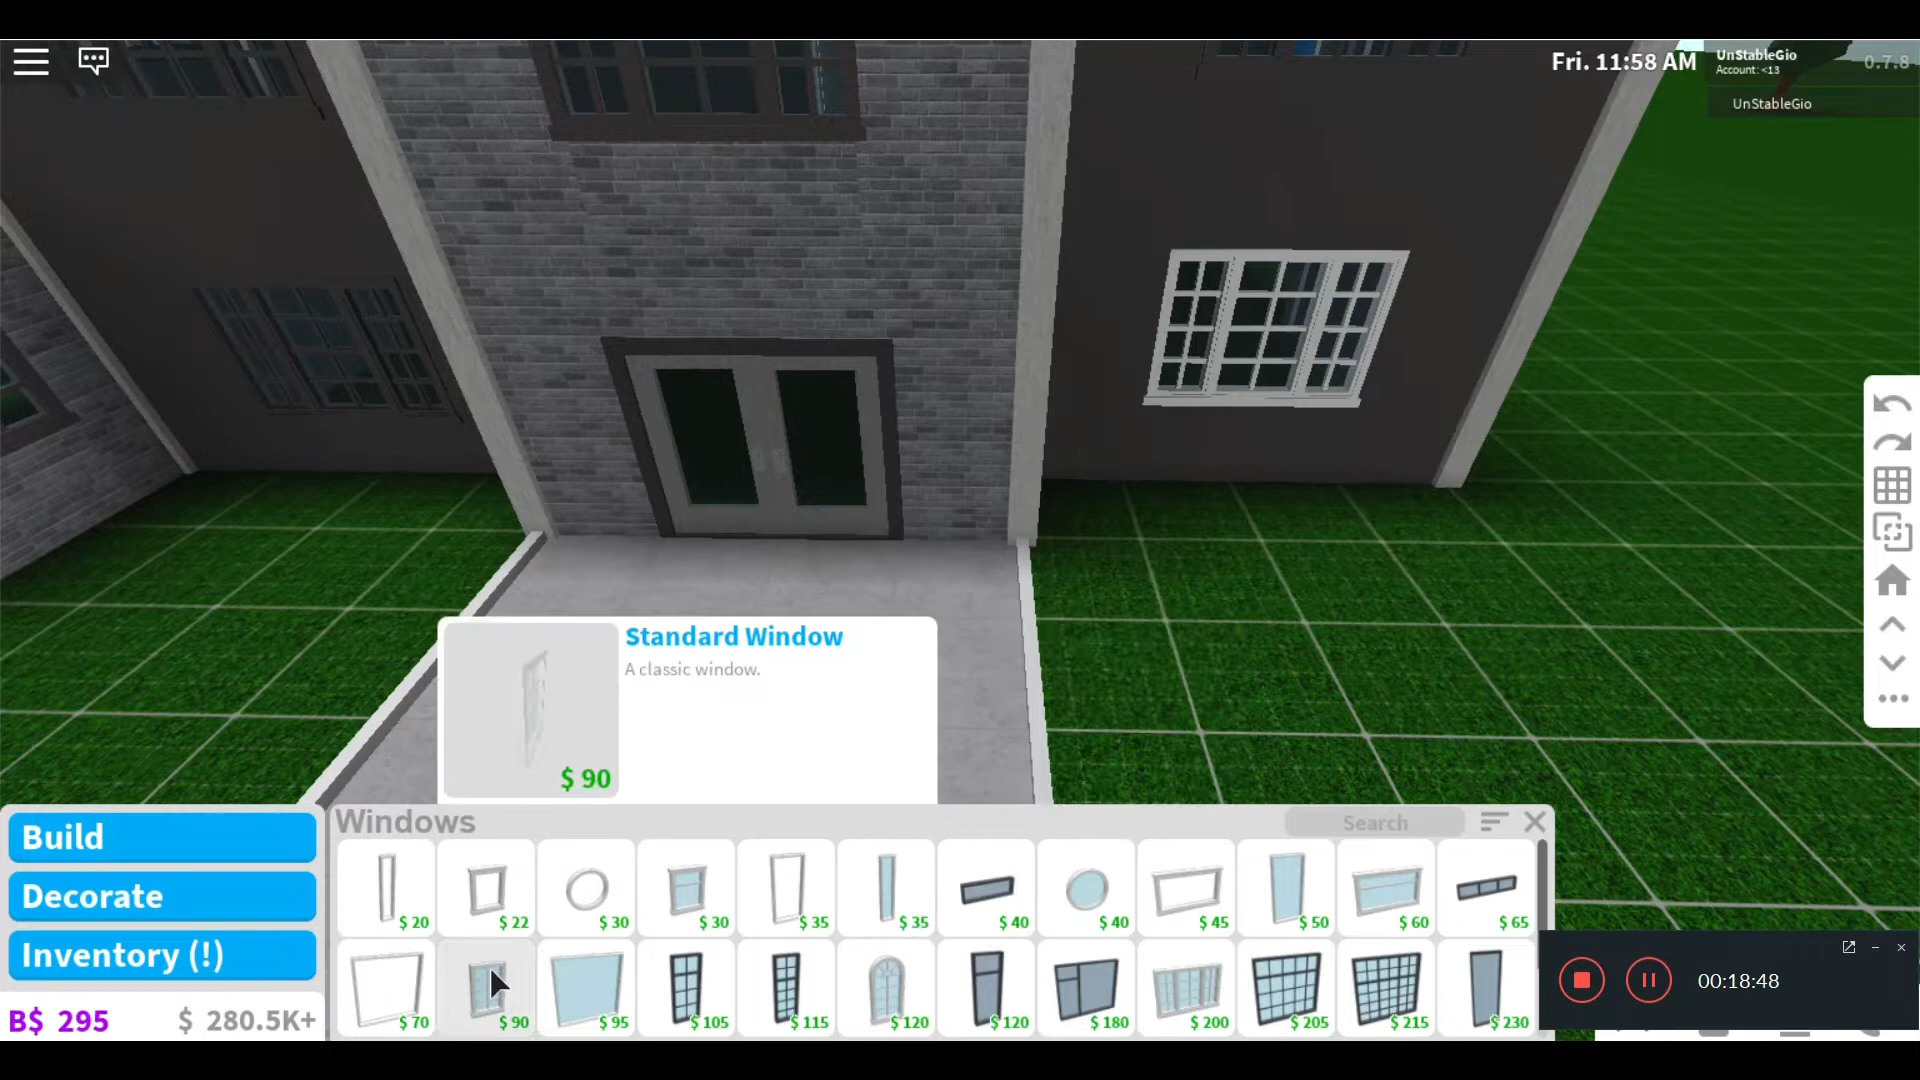 Fri. 11:58 AM
UnStableGio
Account: <13
0.7.8
UnStableGio
Standard Window
A classic window.
$ 90
Build
Decorate
Inventory (!)
B$ 295
$ 280.5K+
Windows
Search
$ 20
$ 22
$ 30
$ 30
$ 35
$ 35
$ 40
$ 40
$ 45
$ 50
$ 60
$ 65
$ 70
$ 90
$ 95
$ 105
$ 115
$ 120
$ 120
$ 180
$ 200
$ 205
$ 215
$ 230
00:18:48